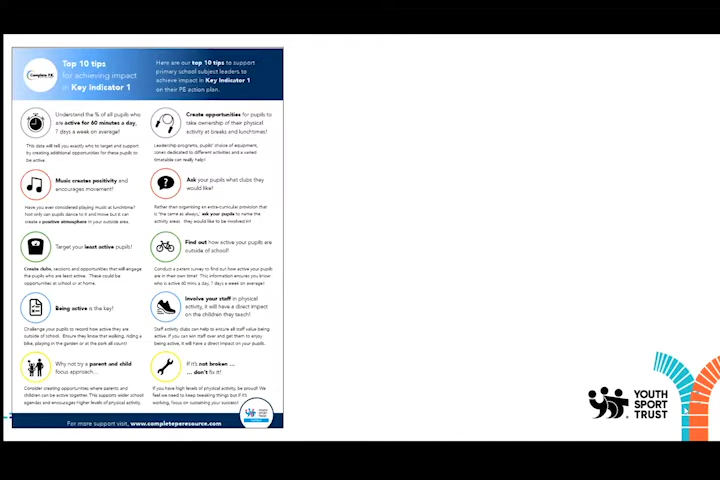 Complete P.E.
Top 10 tips
for achieving impact
in Key Indicator 1
Here are our top 10 tips to support
primary school subject leaders to
achieve impact in Key Indicator 1
on their PE action plan.
Understand the % of all pupils who
are active for 60 minutes a day,
7 days a week on average!
This data will tell you exactly who to target and support
by creating additional opportunities for these pupils to
be active.
Create opportunities for pupils to
take ownership of their physical
activity at breaks and lunchtimes!
Leadership programs, pupils' choice of equipment,
zones dedicated to different activities and a varied
timetable can really help!
Music creates positivity and
encourages movement!
Have you ever considered playing music at lunchtime?
Not only can pupils dance to it and move but it can
create a positive atmosphere in your outside area.
Ask your pupils what clubs they
would like!
Rather than organising an extra-curricular provision that
is 'the same as always,' ask your pupils to name the
activity areas they would like to be involved in!
Target your least active pupils!
Create clubs, sessions and opportunities that will engage
the pupils who are least active. These could be
opportunities at school or at home.
Find out how active your pupils are
outside of school!
Conduct a parent survey to find out how active your pupils
are in their own time! This information ensures you know
who is active 60 mins a day, 7 days a week on average!
Being active is the key!
Challenge your pupils to record how active they are
outside of school. Ensure they know that walking, riding a
bike, playing in the garden or at the park all count!
Involve your staff in physical
activity, it will have a direct impact
on the children they teach!
Staff activity clubs can help to ensure all staff value being
active. If you can win staff over and get them to enjoy
being active, it will have a direct impact on your pupils.
Why not try a parent and child
focus approach...
Consider creating opportunities where parents and
children can be active together. This supports wider school
agendas and encourages higher levels of physical activity.
If it's not broken ...
... don't fix it!
If you have high levels of physical activity, be proud! We
feel we need to keep tweaking things but if it's
working, focus on sustaining your success!
For more support visit, www.completeperesource.com
YOUTH
SPORT
TRUST
YOUTH
SPORT
TRUST